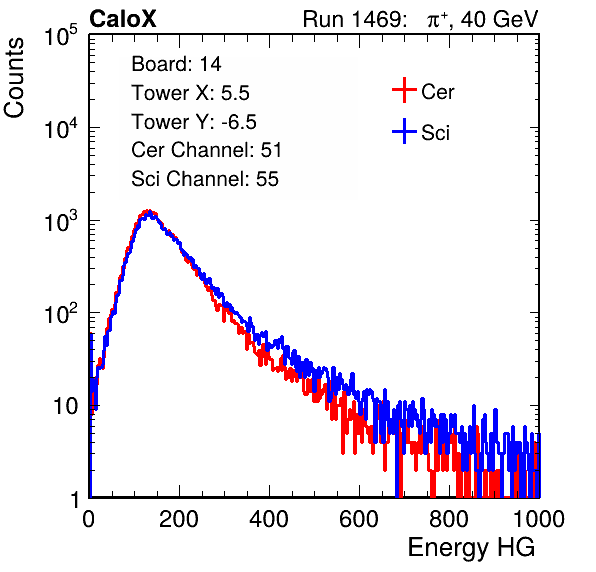 CaloX Run 1469: π⁺, 40 GeV
Counts
10⁵
10⁴
10³
10²
10
1
Board: 14
Tower X: 5.5
Tower Y: -6.5
Cer Channel: 51
Sci Channel: 55
Cer
Sci
0 200 400 600 800 1000
Energy HG